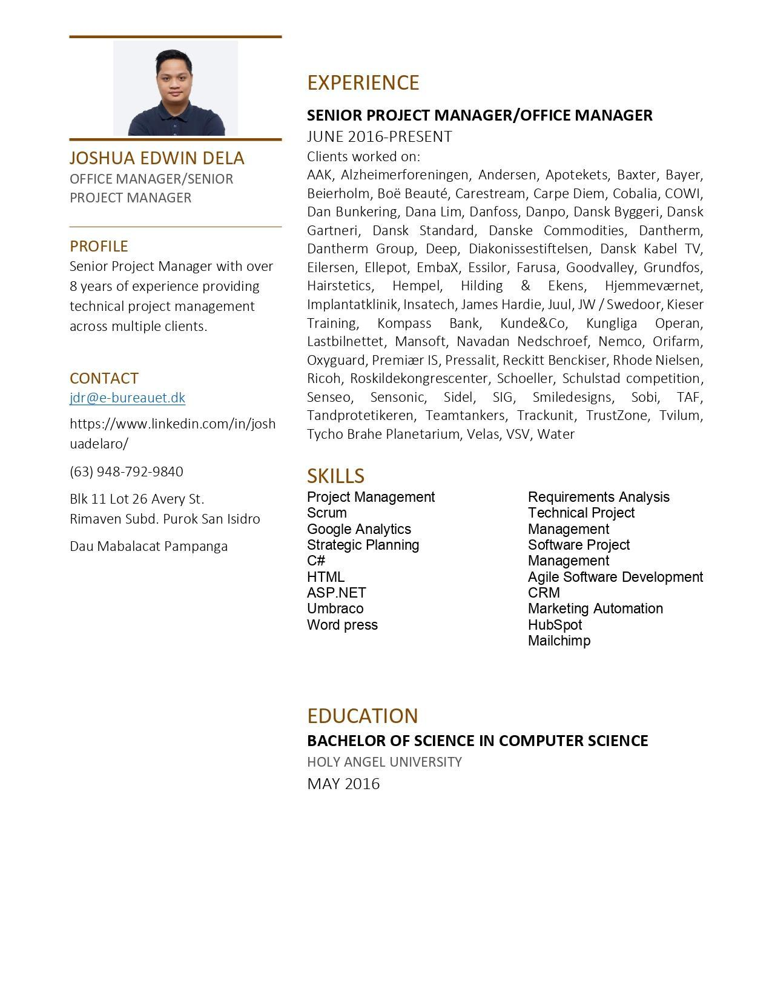 JOSHUA EDWIN DELA
OFFICE MANAGER/SENIOR
PROJECT MANAGER
PROFILE
Senior Project Manager with over
8 years of experience providing
technical project management
across multiple clients.
CONTACT
jdr@e-bureauet.dk
https://www.linkedin.com/in/josh
uadelaro/
(63) 948-792-9840
Blk 11 Lot 26 Avery St.
Rimaven Subd. Purok San Isidro
Dau Mabalacat Pampanga
EXPERIENCE
SENIOR PROJECT MANAGER/OFFICE MANAGER
JUNE 2016-PRESENT
Clients worked on:
AAK, Alzheimerforeningen, Andersen, Apotekets, Baxter, Bayer,
Beierholm, Boë Beauté, Carestream, Carpe Diem, Cobalia, COWI,
Dan Bunkering, Dana Lim, Danfoss, Danpo, Dansk Byggeri, Dansk
Gartneri, Dansk Standard, Danske Commodities, Dantherm,
Dantherm Group, Deep, Diakonissestiftelsen, Dansk Kabel TV,
Eilersen, Ellepot, EmbaX, Essilor, Farusa, Goodvalley, Grundfos,
Hairstetics, Hempel, Hilding & Ekens, Hjemmeværnet,
Implantatklinik, Insatech, James Hardie, Juul, JW / Swedoor, Kieser
Training, Kompass Bank, Kunde&Co, Kungliga Operan,
Lastbilnettet, Mansoft, Navadan Nedschroef, Nemco, Orifarm,
Oxyguard, Premiær IS, Pressalit, Reckitt Benckiser, Rhode Nielsen,
Ricoh, Roskildekongrescenter, Schoeller, Schulstad competition,
Senseo, Sensonic, Sidel, SIG, Smiledesigns, Sobi, TAF,
Tandprotetikeren, Teamtankers, Trackunit, TrustZone, Tvilum,
Tycho Brahe Planetarium, Velas, VSV, Water
SKILLS
Project Management
Scrum
Google Analytics
Strategic Planning
C#
HTML
ASP.NET
Umbraco
Word press
Requirements Analysis
Technical Project
Management
Software Project
Management
Agile Software Development
CRM
Marketing Automation
HubSpot
Mailchimp
EDUCATION
BACHELOR OF SCIENCE IN COMPUTER SCIENCE
HOLY ANGEL UNIVERSITY
MAY 2016